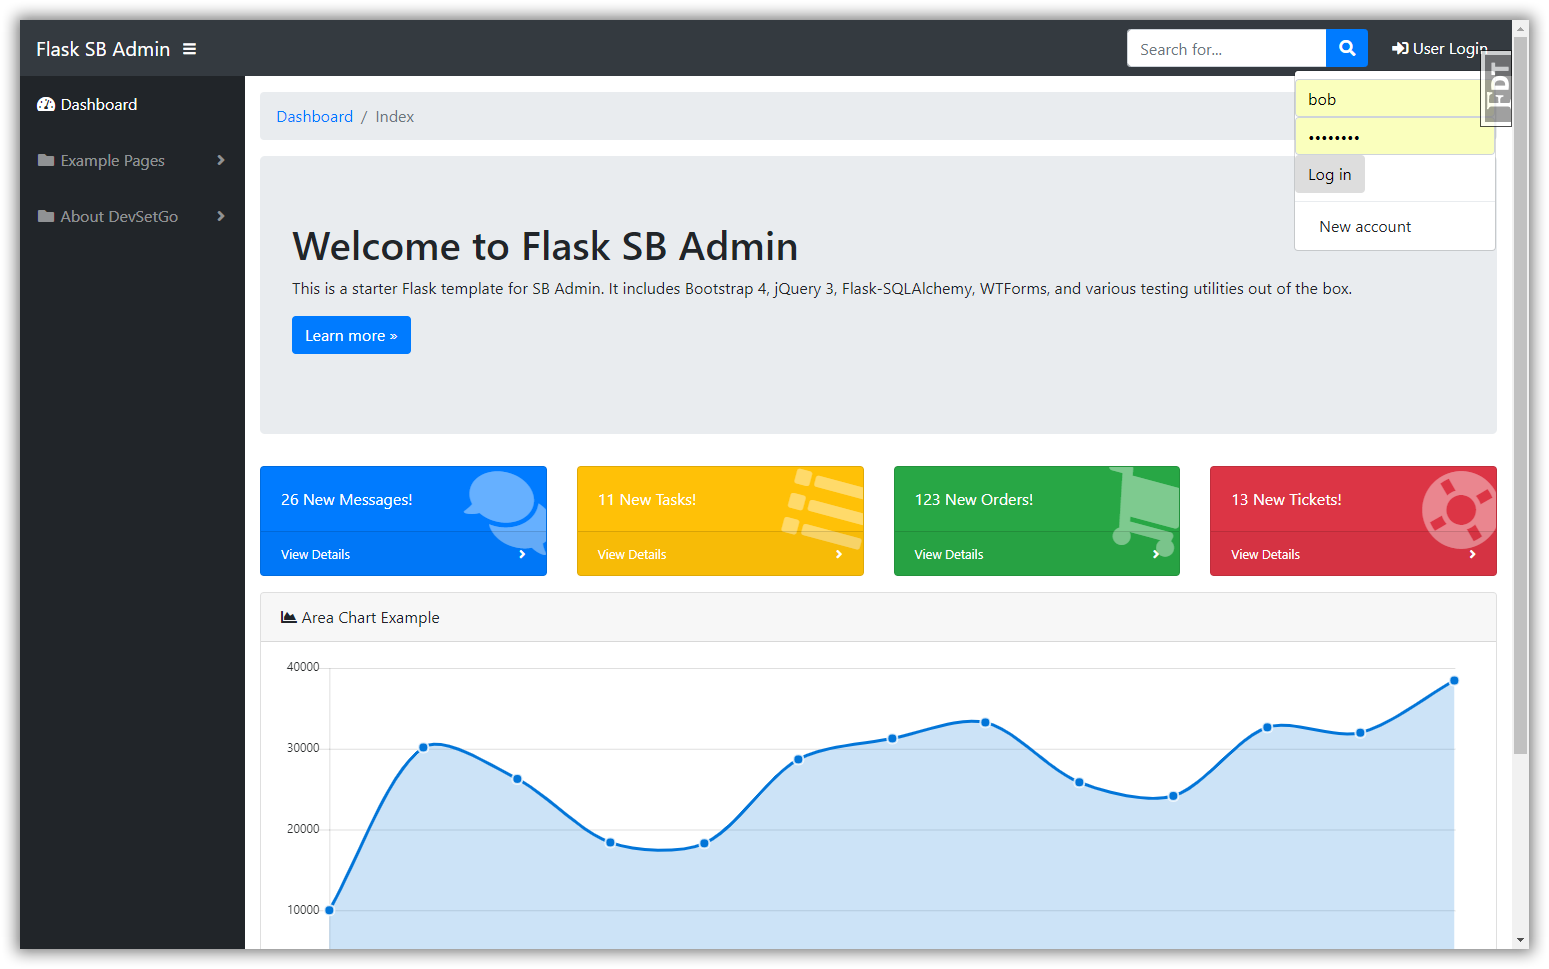 Flask SB Admin
Search for...
User Login
FDT
Dashboard
Example Pages
About DevSetGo
Dashboard / Index
bob
••••••••
Log in
New account
Welcome to Flask SB Admin
This is a starter Flask template for SB Admin. It includes Bootstrap 4, jQuery 3, Flask-SQLAlchemy, WTForms, and various testing utilities out of the box.
Learn more »
26 New Messages!
View Details
11 New Tasks!
View Details
123 New Orders!
View Details
13 New Tickets!
View Details
Area Chart Example
40000
30000
20000
10000